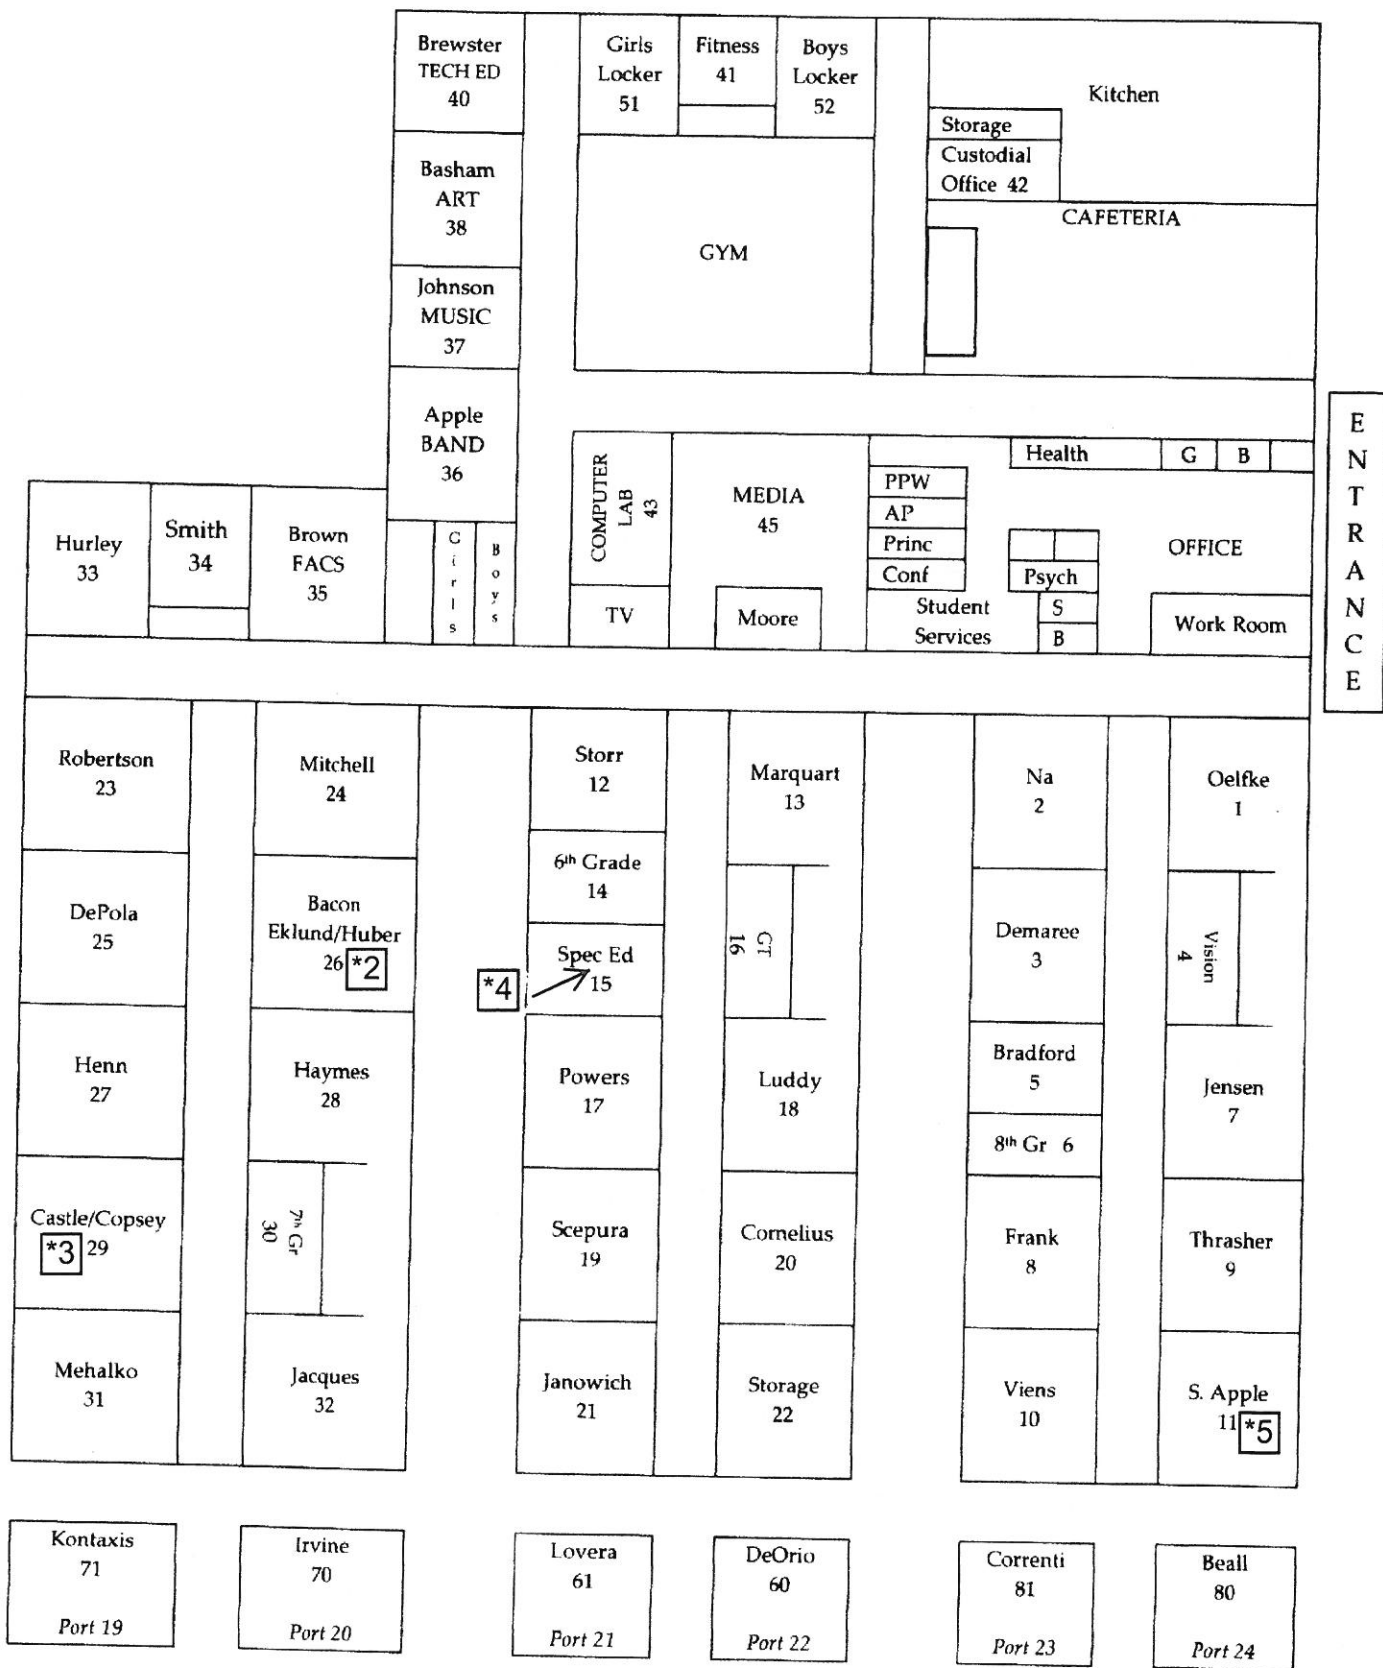 Brewster
TECH ED
40
Girls
Locker
51
Fitness
41
Boys
Locker
52
Kitchen
Storage
Custodial
Office 42
CAFETERIA
Basham
ART
38
GYM
Johnson
MUSIC
37
Apple
BAND
36
ENTRANCE
COMPUTER
LAB
43
MEDIA
45
Health
G
B
PPW
AP
Princ
Conf
OFFICE
Psych
Student
Services
S
B
Work Room
TV
Moore
Hurley
33
Smith
34
Brown
FACS
35
Girls
Boys
Robertson
23
Mitchell
24
Storr
12
Marquart
13
Na
2
Oelfke
1
DePola
25
Bacon
Eklund/Huber
26 *2
6th Grade
14
*4
Spec Ed
15
GT
16
Demaree
3
Vision
4
Henn
27
Haymes
28
Powers
17
Luddy
18
Bradford
5
8th Gr 6
Jensen
7
Castle/Copsey
*3 29
7th Gr
30
Scepura
19
Cornelius
20
Frank
8
Thrasher
9
Mehalko
31
Jacques
32
Janowich
21
Storage
22
Viens
10
S. Apple
11 *5
Kontaxis
71
Port 19
Irvine
70
Port 20
Lovera
61
Port 21
DeOrio
60
Port 22
Correnti
81
Port 23
Beall
80
Port 24